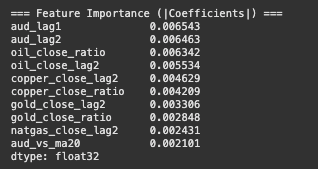 === Feature Importance (|Coefficients|) ===
aud_lag1 0.006543
aud_lag2 0.006463
oil_close_ratio 0.006342
oil_close_lag2 0.005534
copper_close_lag2 0.004629
copper_close_ratio 0.004209
gold_close_lag2 0.003306
gold_close_ratio 0.002848
natgas_close_lag2 0.002431
aud_vs_ma20 0.002101
dtype: float32